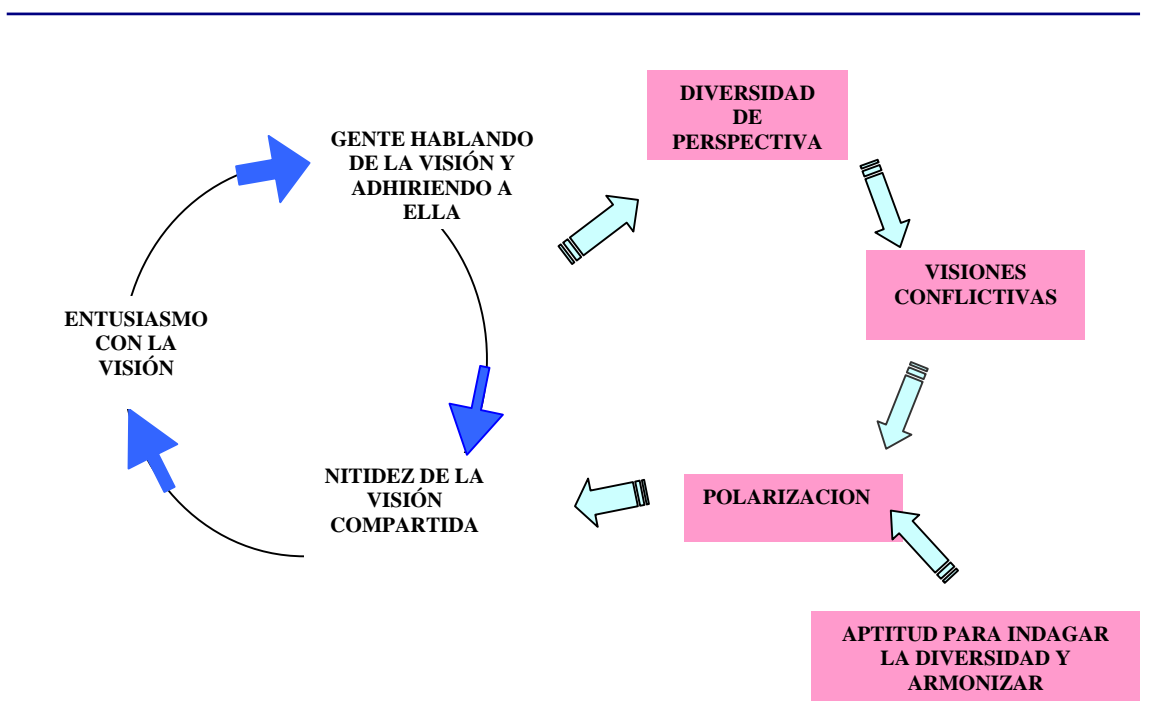 GENTE HABLANDO
DE LA VISIÓN Y
ADHIRIENDO A
ELLA
ENTUSIASMO
CON LA
VISIÓN
NITIDEZ DE LA
VISIÓN
COMPARTIDA
DIVERSIDAD
DE
PERSPECTIVA
VISIONES
CONFLICTIVAS
POLARIZACION
APTITUD PARA INDAGAR
LA DIVERSIDAD Y
ARMONIZAR